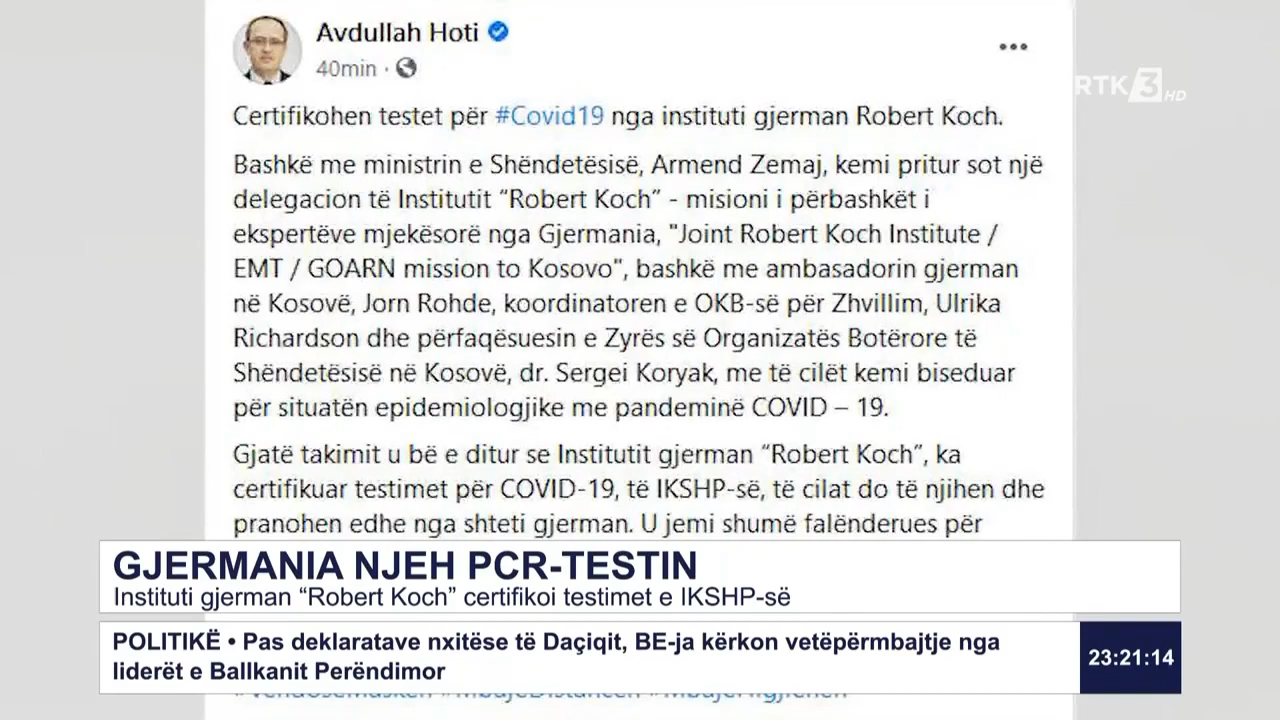 Avdullah Hoti
40min ·
RTK 3 HD
Certifikohen testet për #Covid19 nga instituti gjerman Robert Koch.
Bashkë me ministrin e Shëndetësisë, Armend Zemaj, kemi pritur sot një
delegacion të Institutit “Robert Koch” - misioni i përbashkët i
ekspertëve mjekësorë nga Gjermania, "Joint Robert Koch Institute /
EMT / GOARN mission to Kosovo", bashkë me ambasadorin gjerman
në Kosovë, Jorn Rohde, koordinatoren e OKB-së për Zhvillim, Ulrika
Richardson dhe përfaqësuesin e Zyrës së Organizatës Botërore të
Shëndetësisë në Kosovë, dr. Sergei Koryak, me të cilët kemi biseduar
për situatën epidemiologjike me pandeminë COVID – 19.
Gjatë takimit u bë e ditur se Institutit gjerman “Robert Koch”, ka
certifikuar testimet për COVID-19, të IKSHP-së, të cilat do të njihen dhe
pranohen edhe nga shteti gjerman. U jemi shumë falënderues për
GJERMANIA NJEH PCR-TESTIN
Instituti gjerman “Robert Koch” certifikoi testimet e IKSHP-së
POLITIKË • Pas deklaratave nxitëse të Daçiqit, BE-ja kërkon vetëpërmbajtje nga
liderët e Ballkanit Perëndimor
23:21:14